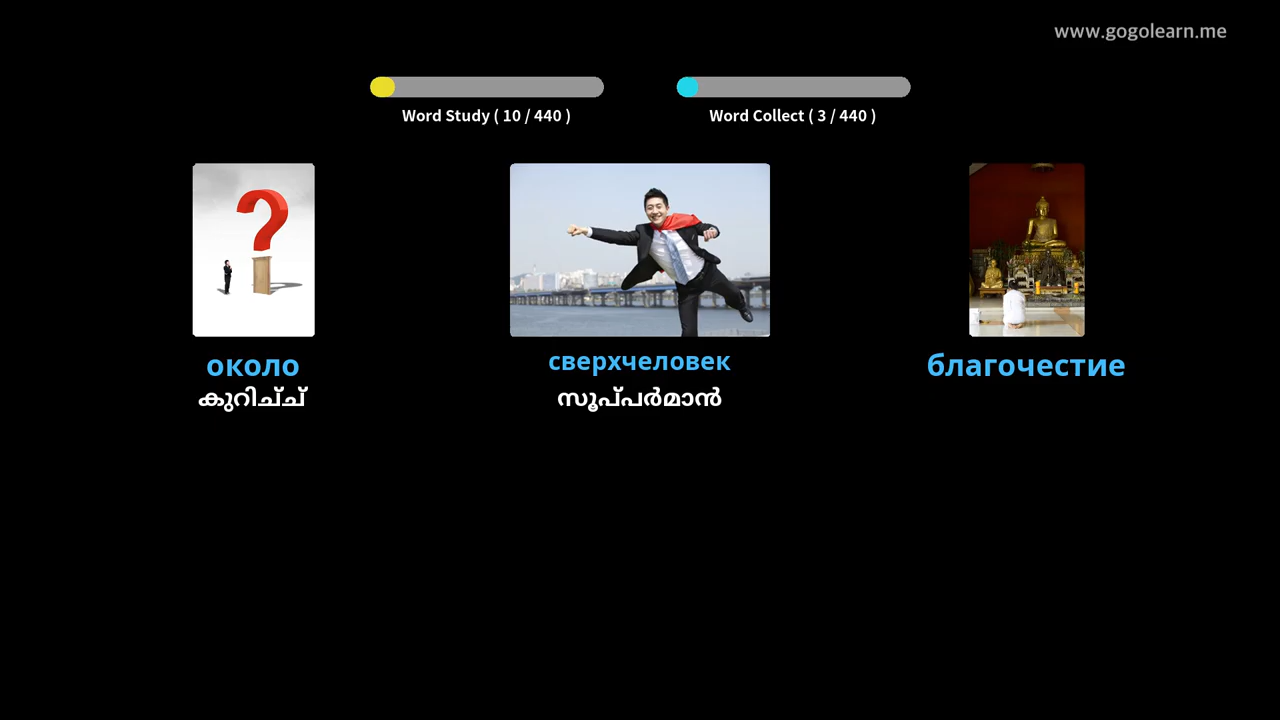 www.gogolearn.me
Word Study ( 10 / 440 )
Word Collect ( 3 / 440 )
около
കുറിച്ച്
сверхчеловек
സൂപ്പർമാൻ
благочестие